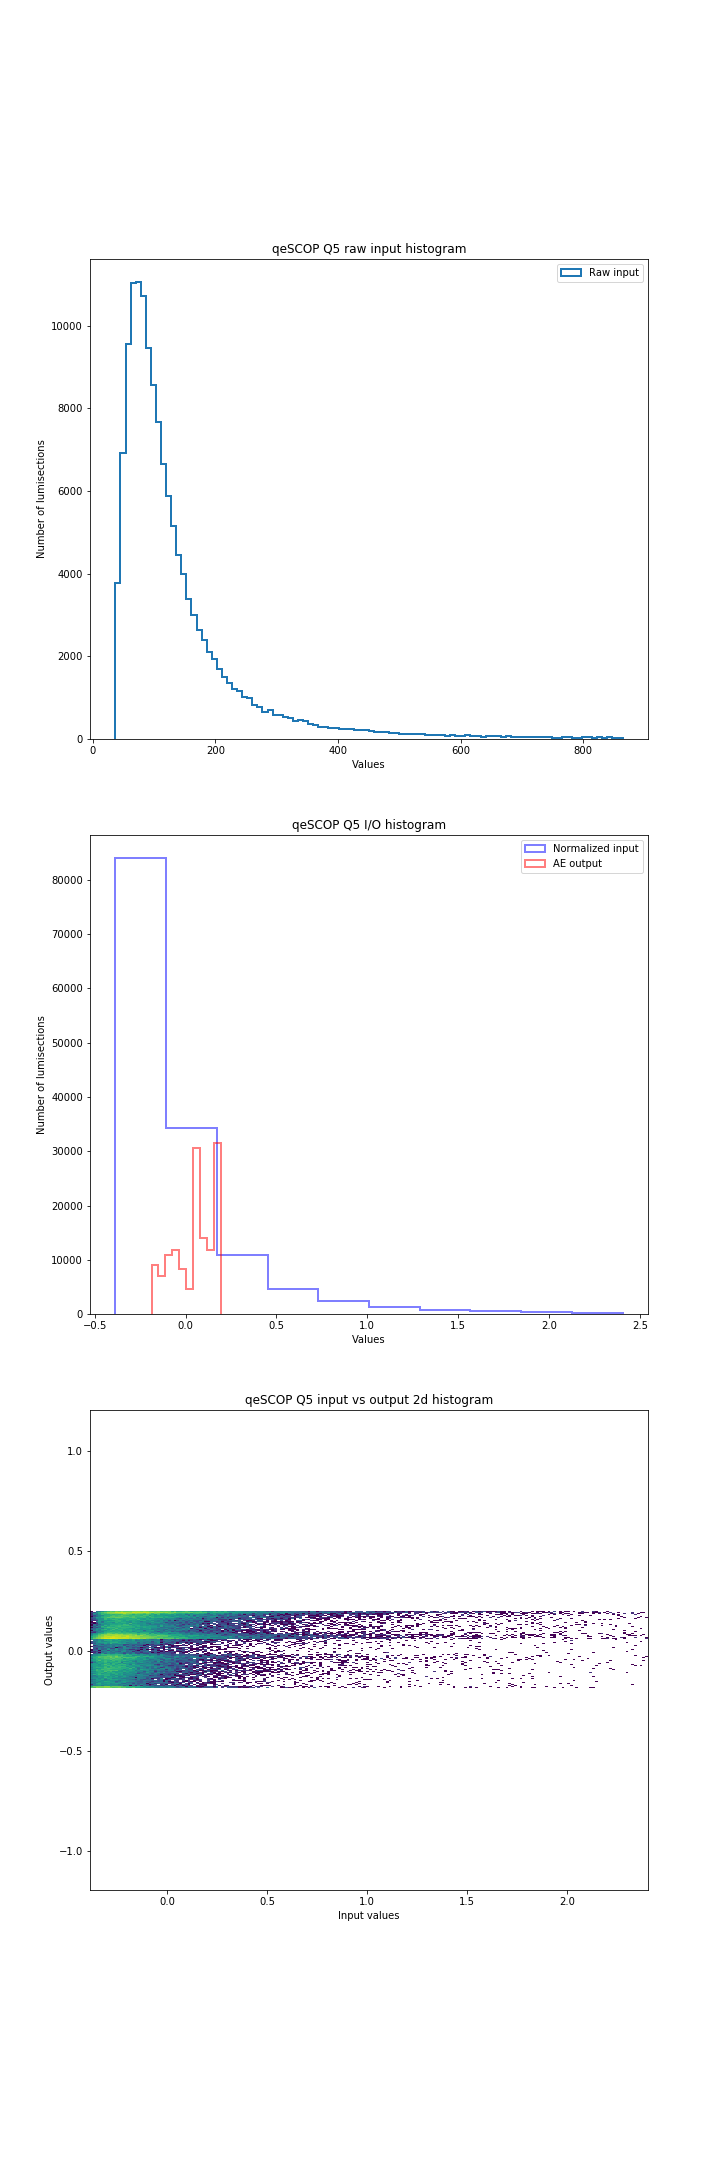 qeSCOP Q5 raw input histogram
Raw input
10000
8000
6000
4000
2000
0
Number of lumisections
0 200 400 600 800
Values
qeSCOP Q5 I/O histogram
Normalized input
AE output
80000
70000
60000
50000
40000
30000
20000
10000
0
Number of lumisections
−0.5 0.0 0.5 1.0 1.5 2.0 2.5
Values
qeSCOP Q5 input vs output 2d histogram
1.0
0.5
0.0
−0.5
−1.0
Output values
0.0 0.5 1.0 1.5 2.0
Input values